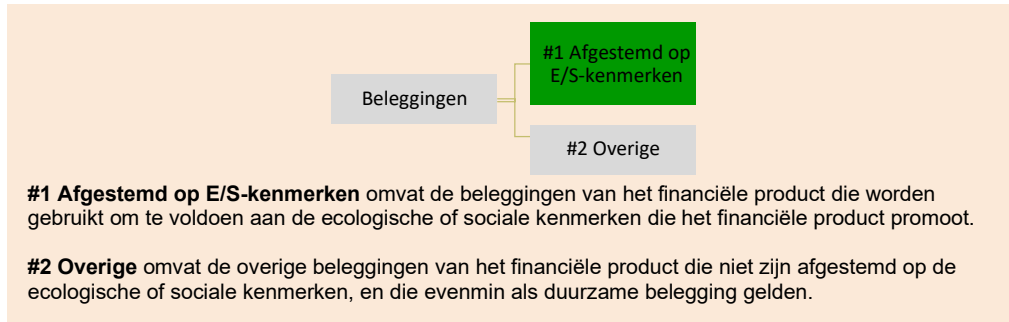 #1 Afgestemd op
E/S-kenmerken
Beleggingen
#2 Overige
#1 Afgestemd op E/S-kenmerken omvat de beleggingen van het financiële product die worden
gebruikt om te voldoen aan de ecologische of sociale kenmerken die het financiële product promoot.
#2 Overige omvat de overige beleggingen van het financiële product die niet zijn afgestemd op de
ecologische of sociale kenmerken, en die evenmin als duurzame belegging gelden.